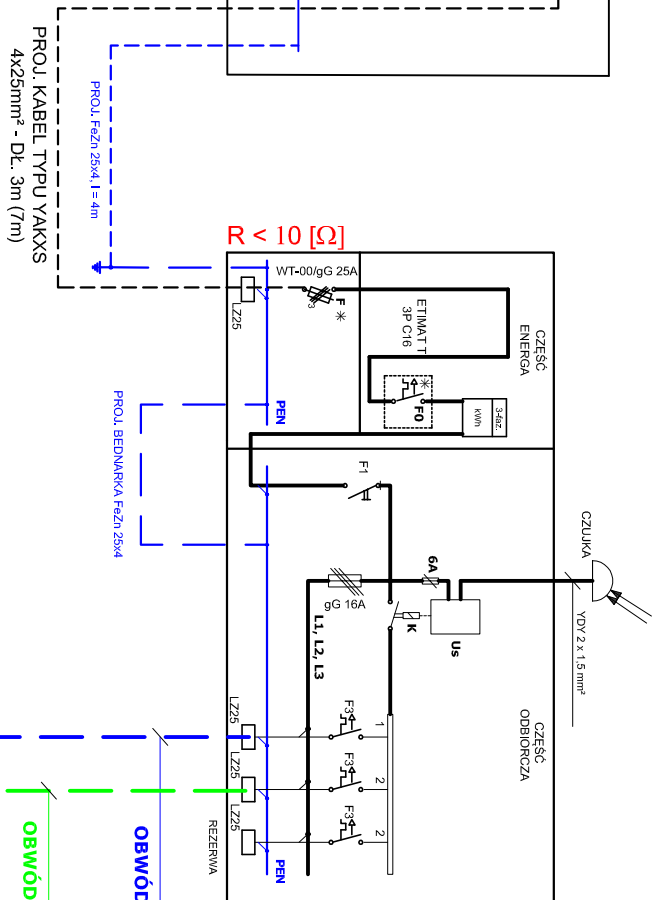 PROJ. KABEL TYPU YAKXS
4x25mm² - DŁ. 3m (7m)
PROJ. FeZn 25x4, l = 4m
R < 10 [Ω]
WT-00/gG 25A
F
3
LZ25
ETIMAT T
3P C16
CZĘŚĆ
ENERGA
F0
3-faz.
kWh
PEN
PROJ. BEDNARKA FeZn 25x4
F1
CZUJKA
6A
gG 16A
K
Us
YDY 2 x 1,5 mm²
L1, L2, L3
CZĘŚĆ
ODBIORCZA
LZ25
F3
1
LZ25
F3
2
LZ25
F3
2
REZERWA
PEN
OBWÓD
OBWÓD